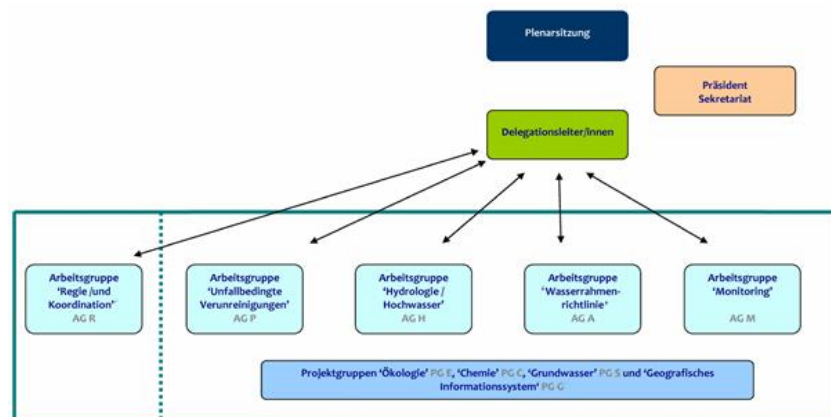 Plenarsitzung
Präsident
Sekretariat
Delegationsleiter/innen
Arbeitsgruppe
'Regie /und
Koordination'
AG R
Arbeitsgruppe
'Unfallbedingte
Verunreinigungen'
AG P
Arbeitsgruppe
'Hydrologie /
Hochwasser'
AG H
Arbeitsgruppe
'Wasserrahmen-
richtlinie'
AG A
Arbeitsgruppe
'Monitoring'
AG M
Projektgruppen 'Ökologie' PG E, 'Chemie' PG C, 'Grundwasser' PG S und 'Geografisches
Informationssystem' PG G